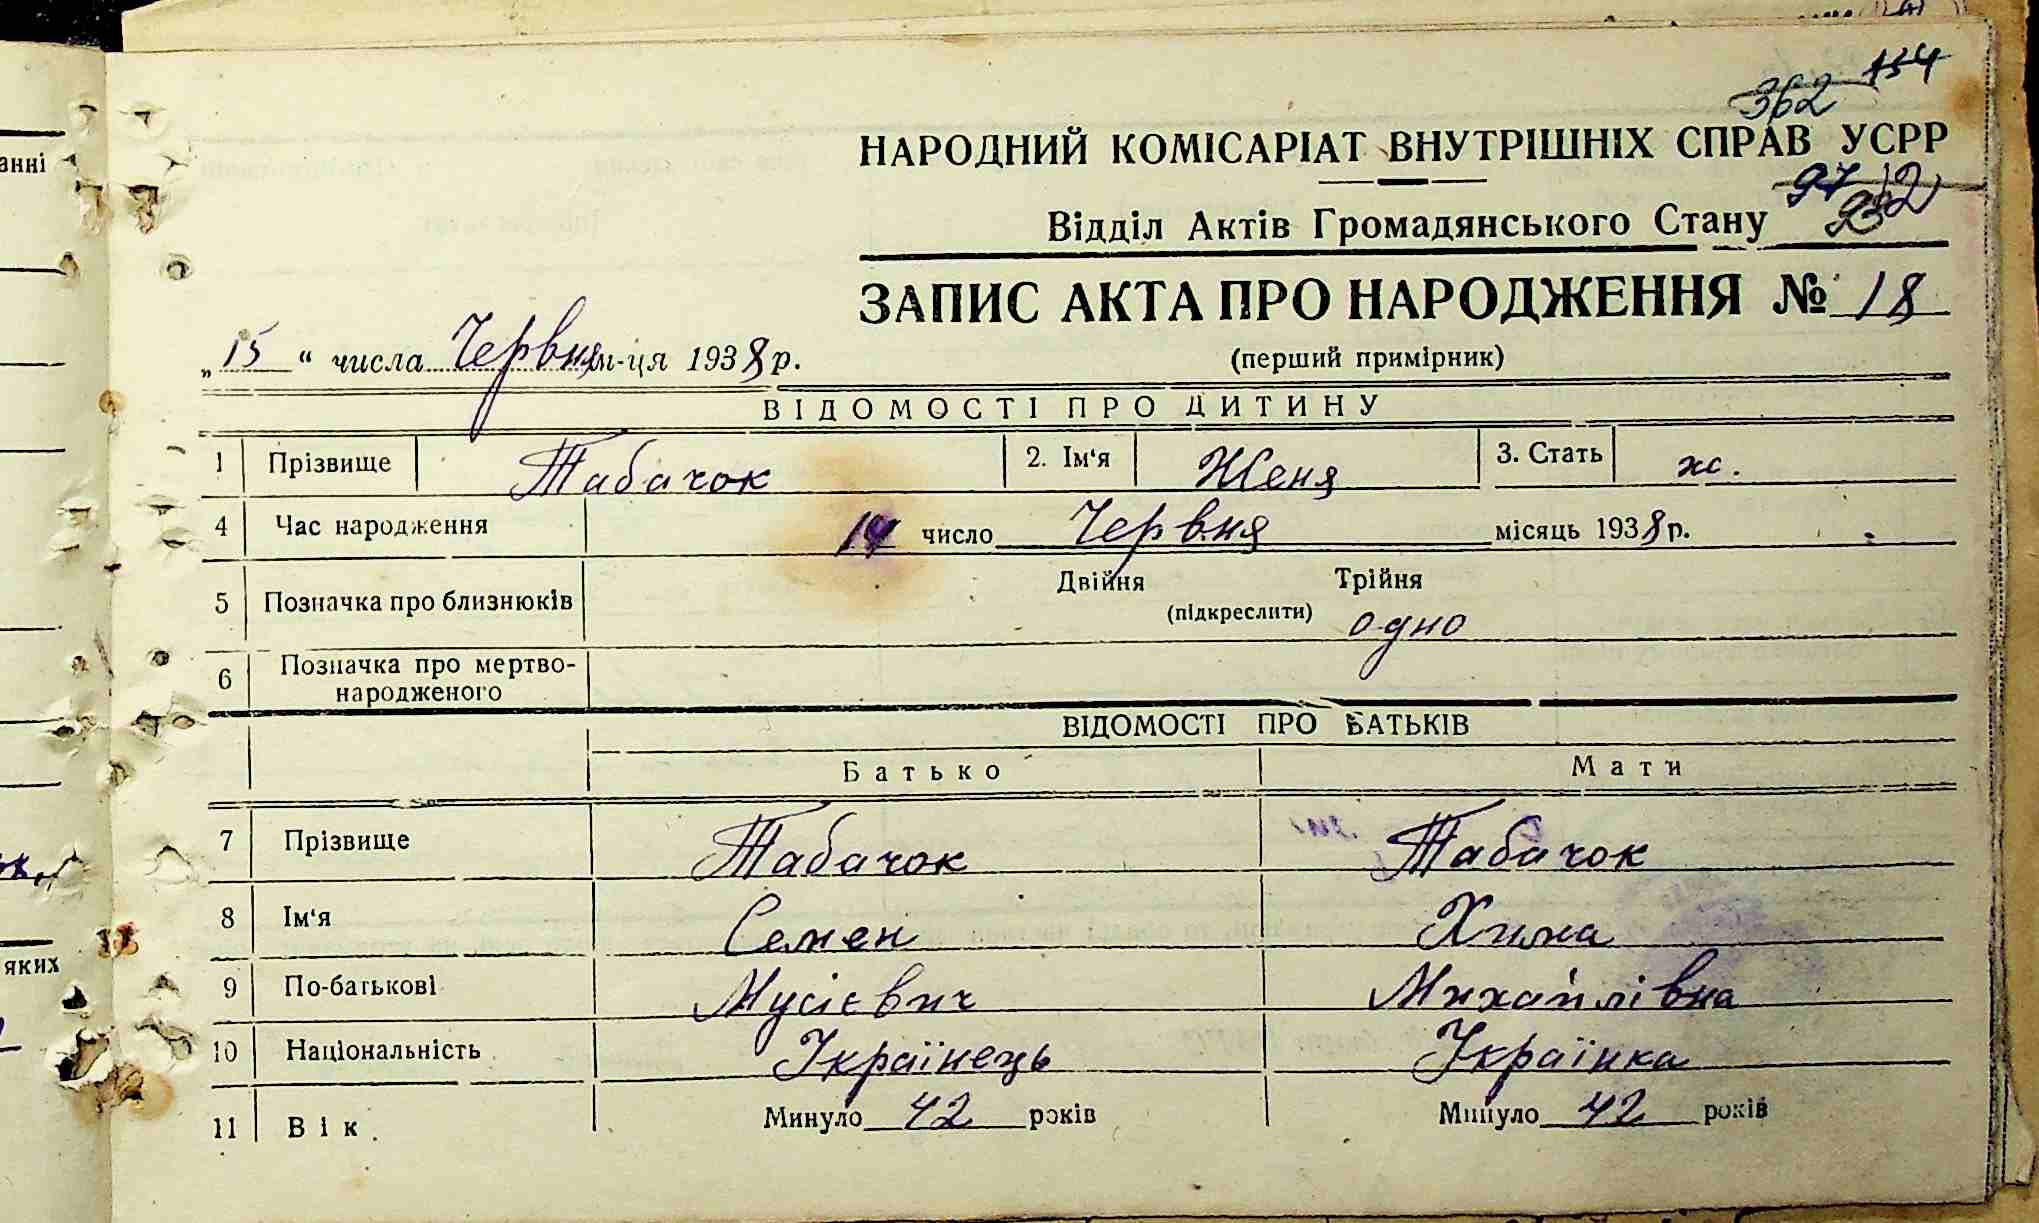 362 154
НАРОДНИЙ КОМІСАРІАТ ВНУТРІШНІХ СПРАВ УСРР
97
Відділ Актів Громадянського Стану
ЗАПИС АКТА ПРО НАРОДЖЕННЯ № 18
„15“ числа Червня м-ця 1938 р.
(перший примірник)
ВІДОМОСТІ ПРО ДИТИНУ
1 Прізвище Табачок 2. Ім‘я Женя 3. Стать ж.
4 Час народження 14 число Червня місяць 1938 р.
5 Позначка про близнюків Двійня Трійня
(підкреслити) одно
6 Позначка про мертво-
народженого
ВІДОМОСТІ ПРО БАТЬКІВ
Батько Мати
7 Прізвище Табачок Табачок
8 Ім‘я Семен Хима
9 По-батькові Мусієвич Михайлівна
10 Національність Українець Українка
11 Вік. Минуло 42 років Минуло 42 років
анні
яких